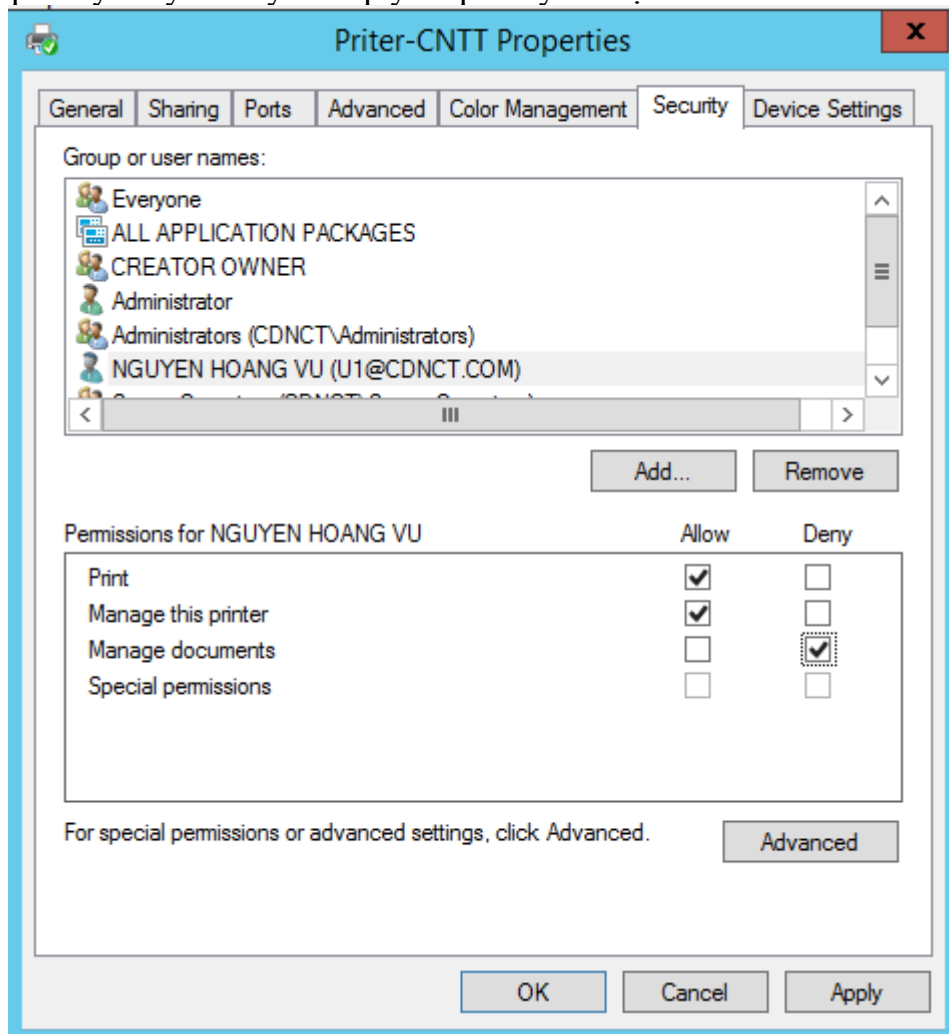 Priter-CNTT Properties
x
General Sharing Ports Advanced Color Management Security Device Settings
Group or user names:
Everyone
ALL APPLICATION PACKAGES
CREATOR OWNER
Administrator
Administrators (CDNCT\Administrators)
NGUYEN HOANG VU (U1@CDNCT.COM)
Add... Remove
Permissions for NGUYEN HOANG VU Allow Deny
Print
Manage this printer
Manage documents
Special permissions
For special permissions or advanced settings, click Advanced. Advanced
OK Cancel Apply